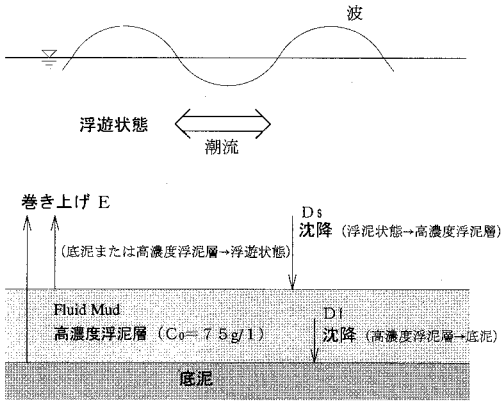 波
浮遊状態
潮流
巻き上げ E
(底泥または高濃度浮泥層→浮遊状態)
Ds
沈降 (浮泥状態→高濃度浮泥層)
Fluid Mud
高濃度浮泥層 (C₀=75g/l)
Df
沈降 (高濃度浮泥層→底泥)
底泥